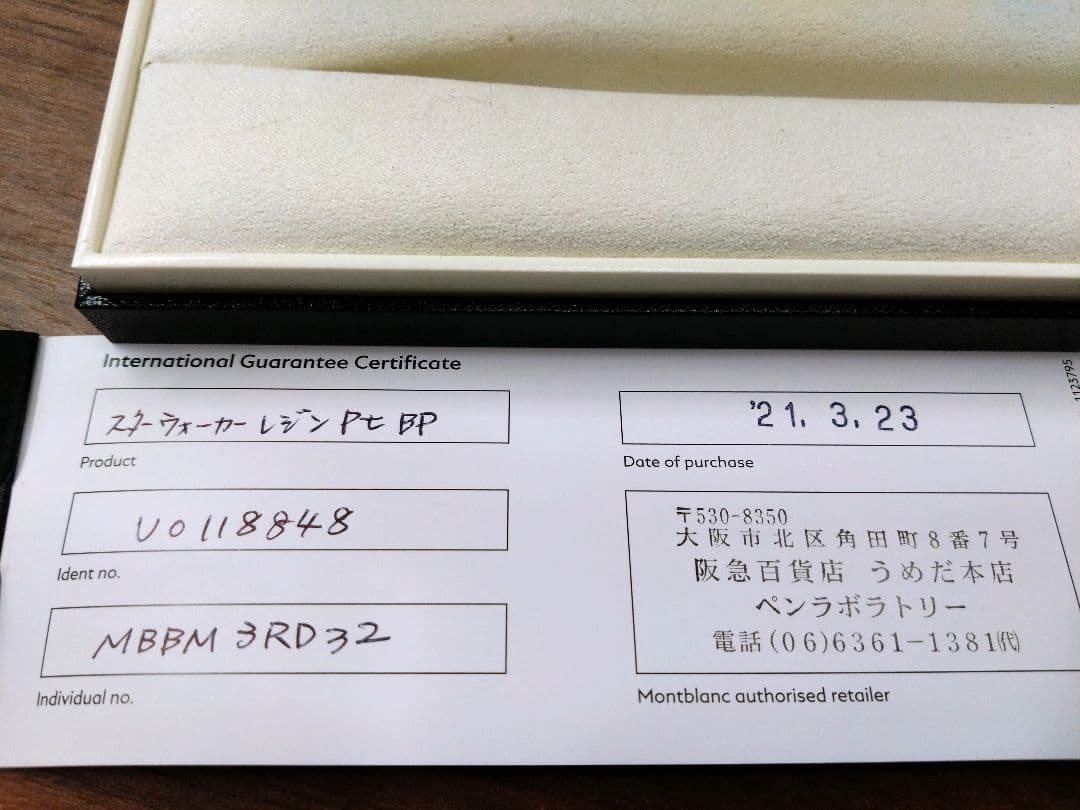 International Guarantee Certificate
スターウォーカーレジン Pt BP
Product
U0118848
Ident no.
MBBM3RD32
Individual no.
'21. 3. 23
Date of purchase
〒530-8350
大阪市北区角田町8番7号
阪急百貨店 うめだ本店
ペンラボラトリー
電話(06)6361-1381㈹
Montblanc authorised retailer
1123795